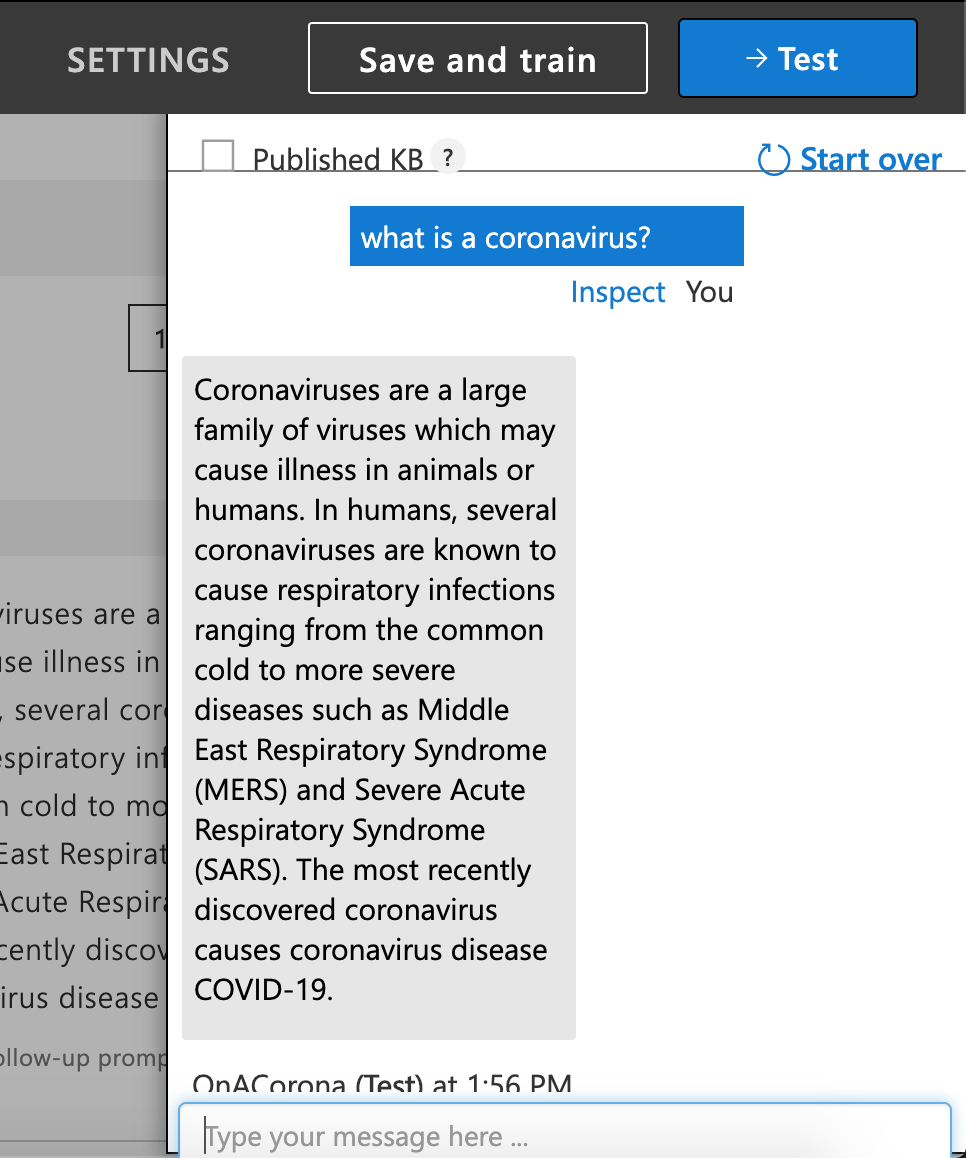 SETTINGS Save and train → Test
Published KB ? Start over
what is a coronavirus?
Inspect You
1
Coronaviruses are a large
family of viruses which may
cause illness in animals or
humans. In humans, several
coronaviruses are known to
cause respiratory infections
ranging from the common
cold to more severe
diseases such as Middle
East Respiratory Syndrome
(MERS) and Severe Acute
Respiratory Syndrome
(SARS). The most recently
discovered coronavirus
causes coronavirus disease
COVID-19.
OnACorona (Test) at 1:56 PM
Type your message here ...
viruses are a
use illness in
, several cor
espiratory inf
n cold to mo
East Respirat
Acute Respira
cently discov
irus disease
ollow-up promp